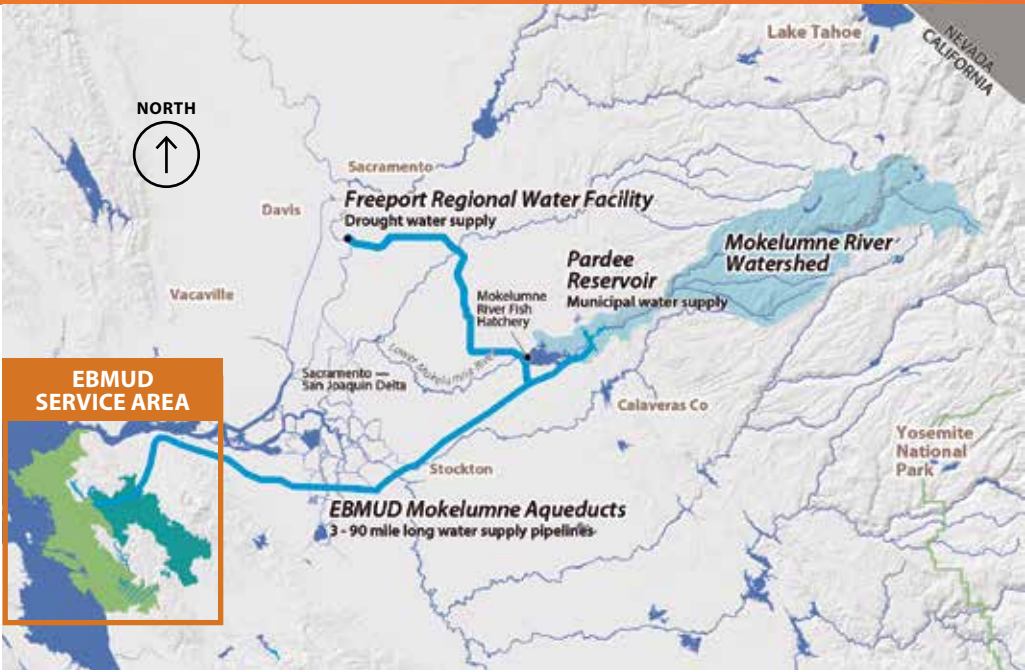 Lake Tahoe
NEVADA
CALIFORNIA
NORTH
Sacramento
Freeport Regional Water Facility
Drought water supply
Davis
Mokelumne River
Watershed
Pardee
Reservoir
Municipal water supply
Vacaville
Mokelumne
River Fish
Hatchery
Lower Mokelumne River
Sacramento —
San Joaquin Delta
EBMUD
SERVICE AREA
Calaveras Co
Yosemite
National
Park
Stockton
EBMUD Mokelumne Aqueducts
3 - 90 mile long water supply pipelines